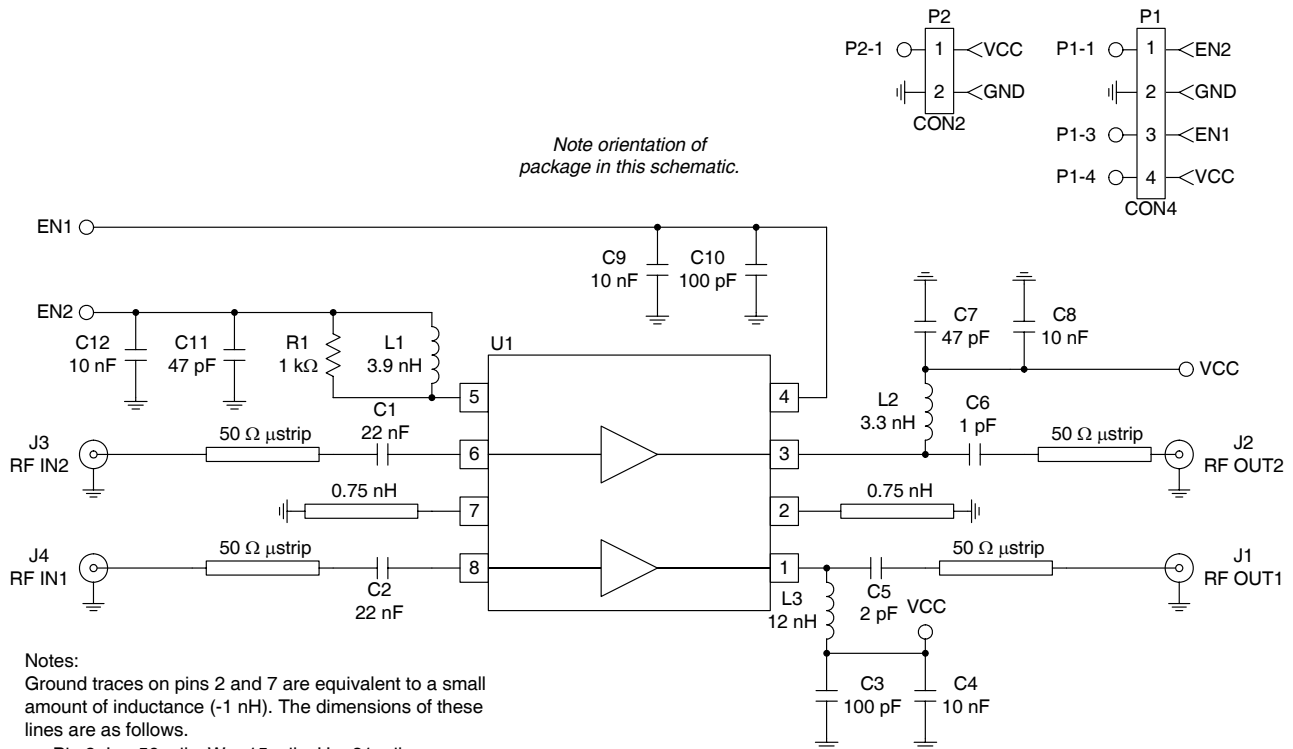 P2
P1
P2-1
1
VCC
2
GND
CON2
P1-1
1
EN2
2
GND
P1-3
3
EN1
P1-4
4
VCC
CON4
Note orientation of
package in this schematic.
EN1
C9
10 nF
C10
100 pF
EN2
C12
10 nF
C11
47 pF
R1
1 kΩ
L1
3.9 nH
U1
C7
47 pF
C8
10 nF
VCC
5
4
L2
3.3 nH
C6
1 pF
J3
RF IN2
50 Ω μstrip
C1
22 nF
6
3
50 Ω μstrip
J2
RF OUT2
0.75 nH
7
2
0.75 nH
J4
RF IN1
50 Ω μstrip
C2
22 nF
8
1
L3
12 nH
C5
2 pF
50 Ω μstrip
J1
RF OUT1
VCC
C3
100 pF
C4
10 nF
Notes:
Ground traces on pins 2 and 7 are equivalent to a small
amount of inductance (-1 nH). The dimensions of these
lines are as follows.